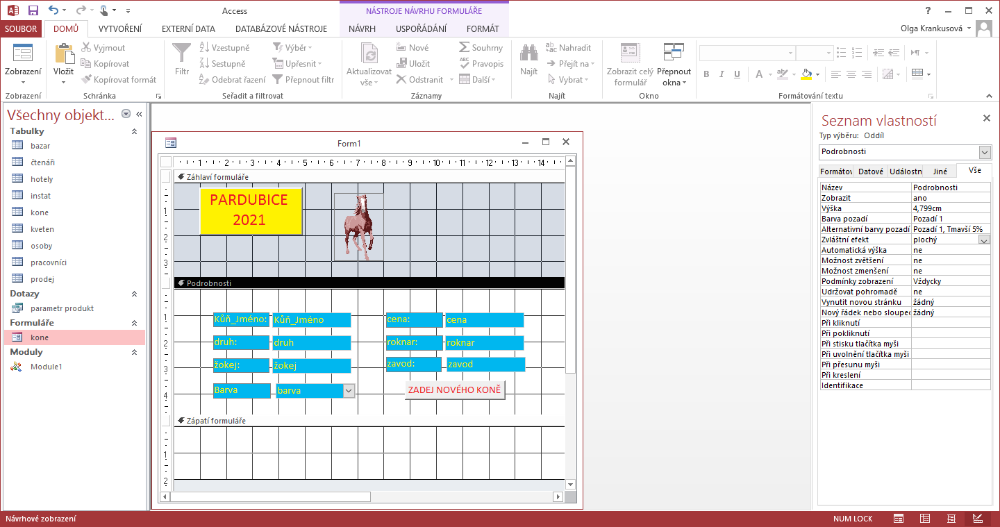 Access
NÁSTROJE NÁVRHU FORMULÁŘE
?
SOUBOR DOMŮ VYTVOŘENÍ EXTERNÍ DATA DATABÁZOVÉ NÁSTROJE NÁVRH USPOŘÁDÁNÍ FORMÁT
Olga Krankusová
Zobrazení
Zobrazení
Vložit
Vyjmout
Kopírovat
Kopírovat formát
Schránka
Filtr
Vzestupně
Sestupně
Odebrat řazení
Výběr
Upřesnit
Přepnout filtr
Seřadit a filtrovat
Aktualizovat
vše
Nové
Uložit
Odstranit
Souhrny
Pravopis
Další
Záznamy
Najít
Nahradit
Přejít na
Vybrat
Najít
Zobrazit celý
formulář
Přepnout
okna
Okno
B I U A
Formátování textu
Všechny objekt...
Tabulky
bazar
čtenáři
hotely
instat
kone
kveten
osoby
pracovníci
prodej
Dotazy
parametr produkt
Formuláře
kone
Moduly
Module1
Form1
1 2 3 4 5 6 7 8 9 10 11 12 13 14
Záhlaví formuláře
1
2
3
PARDUBICE
2021
Podrobnosti
1
2
3
4
Kůň_Jméno: Kůň_Jméno cena: cena
druh: druh roknar: roknar
žokej: žokej zavod: zavod
Barva barva ZADEJ NOVÉHO KONĚ
Zápatí formuláře
1
2
Seznam vlastností
Typ výběru: Oddíl
Podrobnosti
Formátov Datové Událostn Jiné Vše
Název Podrobnosti
Zobrazit ano
Výška 4,799cm
Barva pozadí Pozadí 1
Alternativní barvy pozadí Pozadí 1, Tmavší 5%
Zvláštní efekt plochý
Automatická výška ne
Možnost zvětšení ne
Možnost zmenšení ne
Podmínky zobrazení Vždycky
Udržovat pohromadě ne
Vynutit novou stránku žádný
Nový řádek nebo sloupec žádný
Při kliknutí
Při pokliknutí
Při stisku tlačítka myši
Při uvolnění tlačítka myši
Při přesunu myši
Při kreslení
Identifikace
Návrhové zobrazení
NUM LOCK